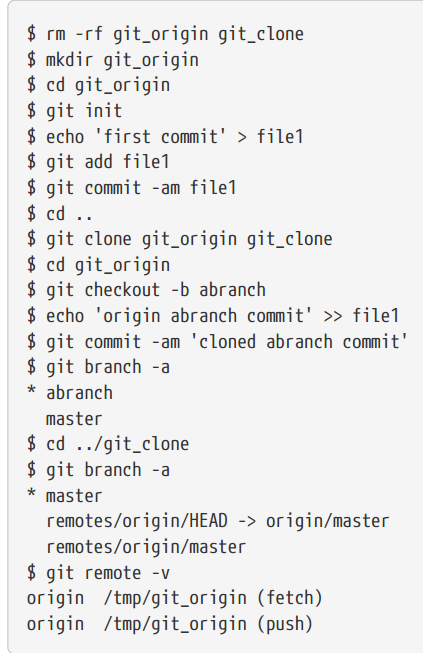 $ rm -rf git_origin git_clone
$ mkdir git_origin
$ cd git_origin
$ git init
$ echo 'first commit' > file1
$ git add file1
$ git commit -am file1
$ cd ..
$ git clone git_origin git_clone
$ cd git_origin
$ git checkout -b abranch
$ echo 'origin abranch commit' >> file1
$ git commit -am 'cloned abranch commit'
$ git branch -a
* abranch
  master
$ cd ../git_clone
$ git branch -a
* master
  remotes/origin/HEAD -> origin/master
  remotes/origin/master
$ git remote -v
origin  /tmp/git_origin (fetch)
origin  /tmp/git_origin (push)